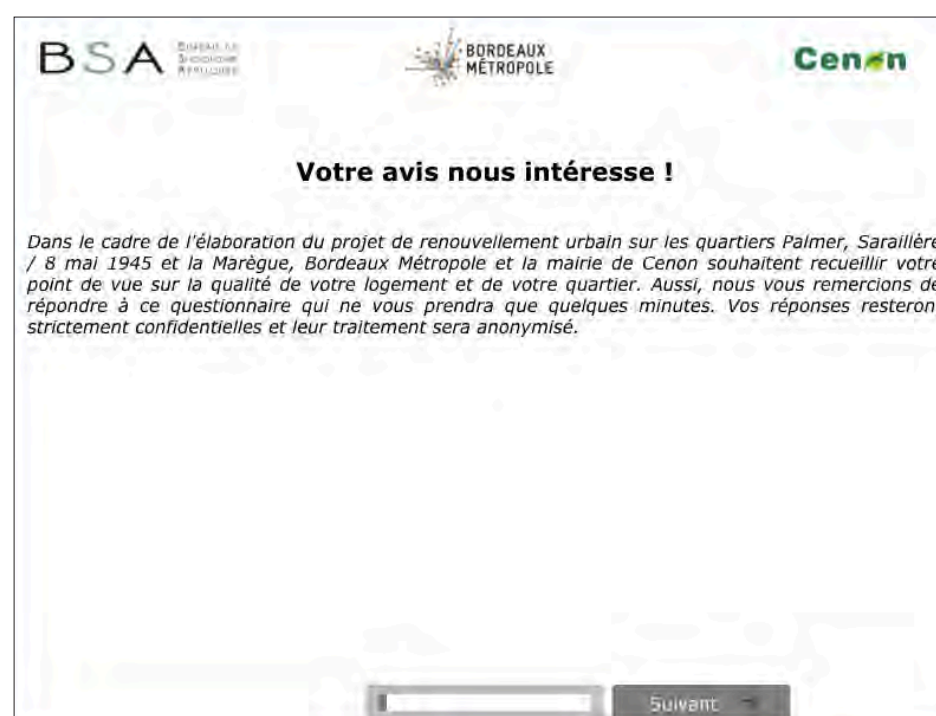 BSA BUREAU DE SOCIOLOGIE APPLIQUÉE
BORDEAUX
MÉTROPOLE
Cenon
Votre avis nous intéresse !
Dans le cadre de l'élaboration du projet de renouvellement urbain sur les quartiers Palmer, Saraillère
/ 8 mai 1945 et la Marègue, Bordeaux Métropole et la mairie de Cenon souhaitent recueillir votre
point de vue sur la qualité de votre logement et de votre quartier. Aussi, nous vous remercions de
répondre à ce questionnaire qui ne vous prendra que quelques minutes. Vos réponses resteron
strictement confidentielles et leur traitement sera anonymisé.
Suivant